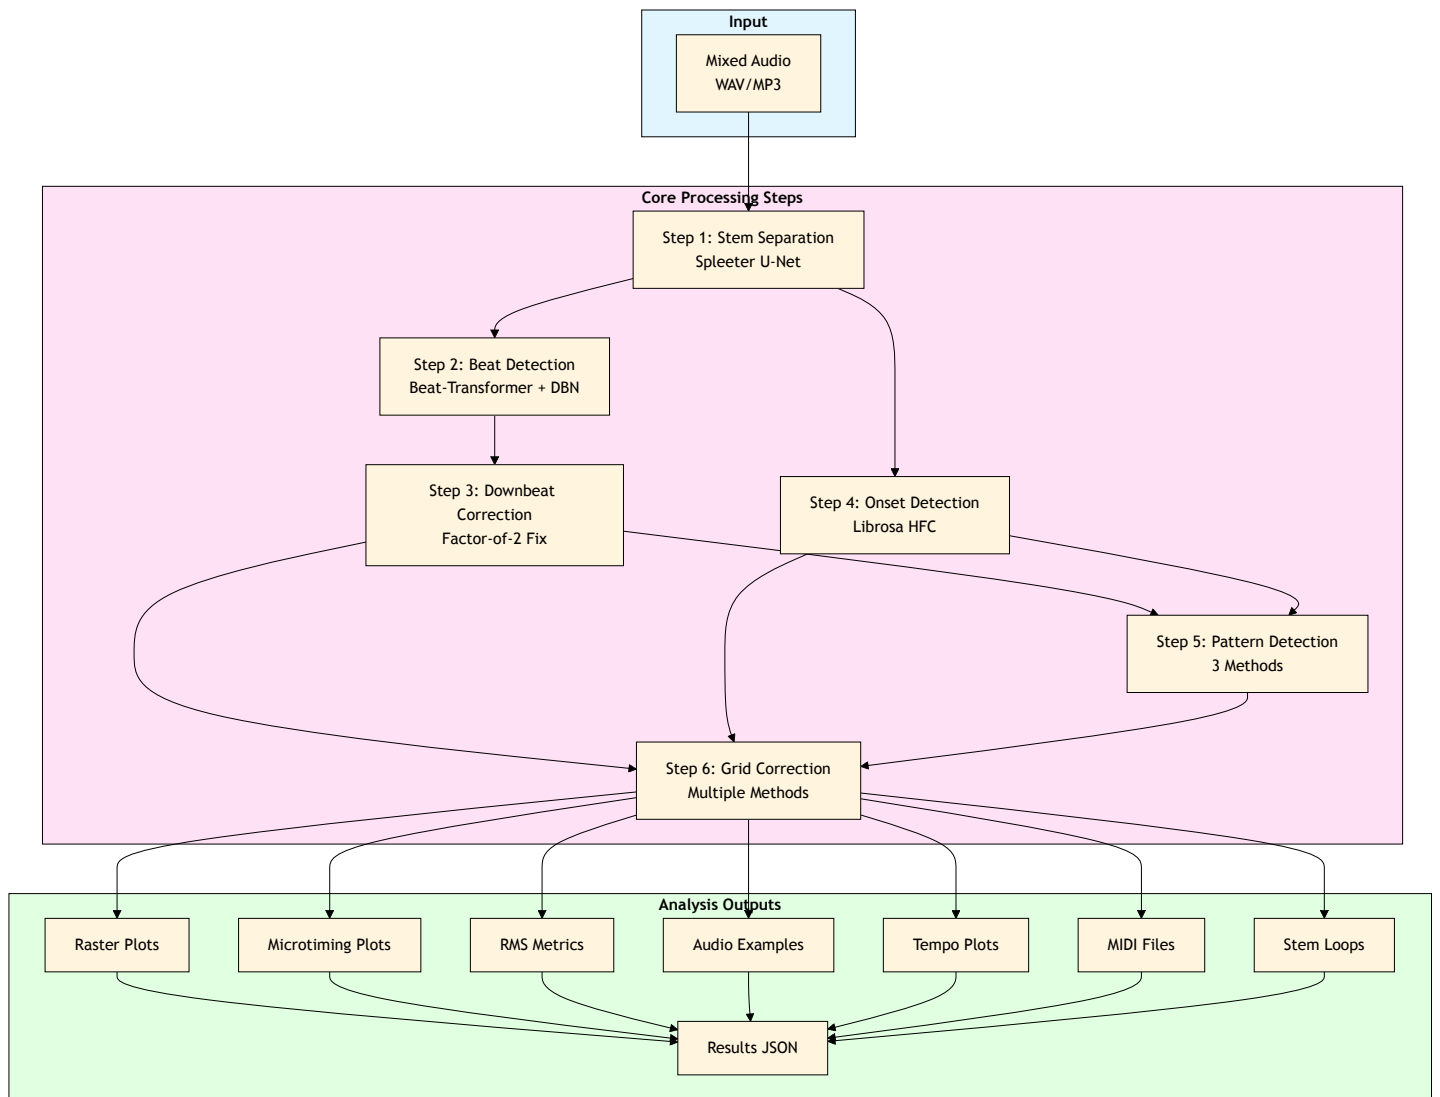 Input
Mixed Audio
WAV/MP3
Core Processing Steps
Step 1: Stem Separation
Spleeter U-Net
Step 2: Beat Detection
Beat-Transformer + DBN
Step 3: Downbeat
Correction
Factor-of-2 Fix
Step 4: Onset Detection
Librosa HFC
Step 5: Pattern Detection
3 Methods
Step 6: Grid Correction
Multiple Methods
Analysis Outputs
Raster Plots
Microtiming Plots
RMS Metrics
Audio Examples
Tempo Plots
MIDI Files
Stem Loops
Results JSON